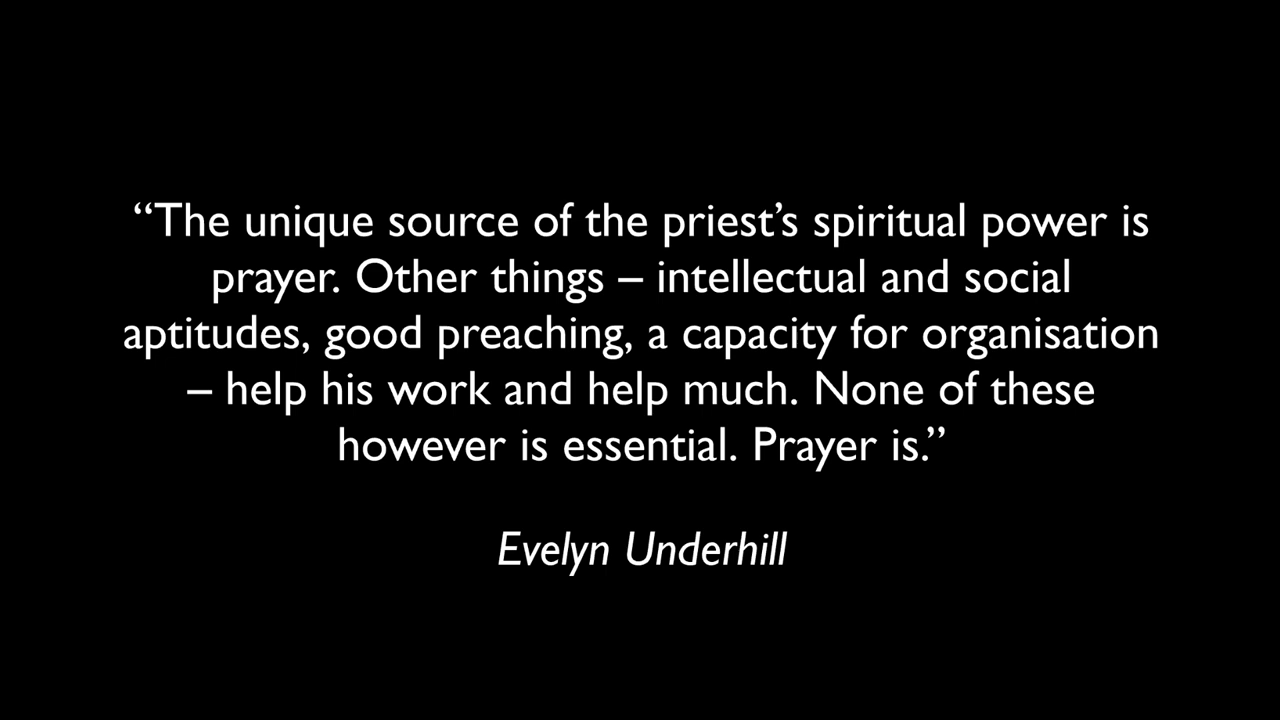 “The unique source of the priest’s spiritual power is
prayer. Other things – intellectual and social
aptitudes, good preaching, a capacity for organisation
– help his work and help much. None of these
however is essential. Prayer is.”
Evelyn Underhill